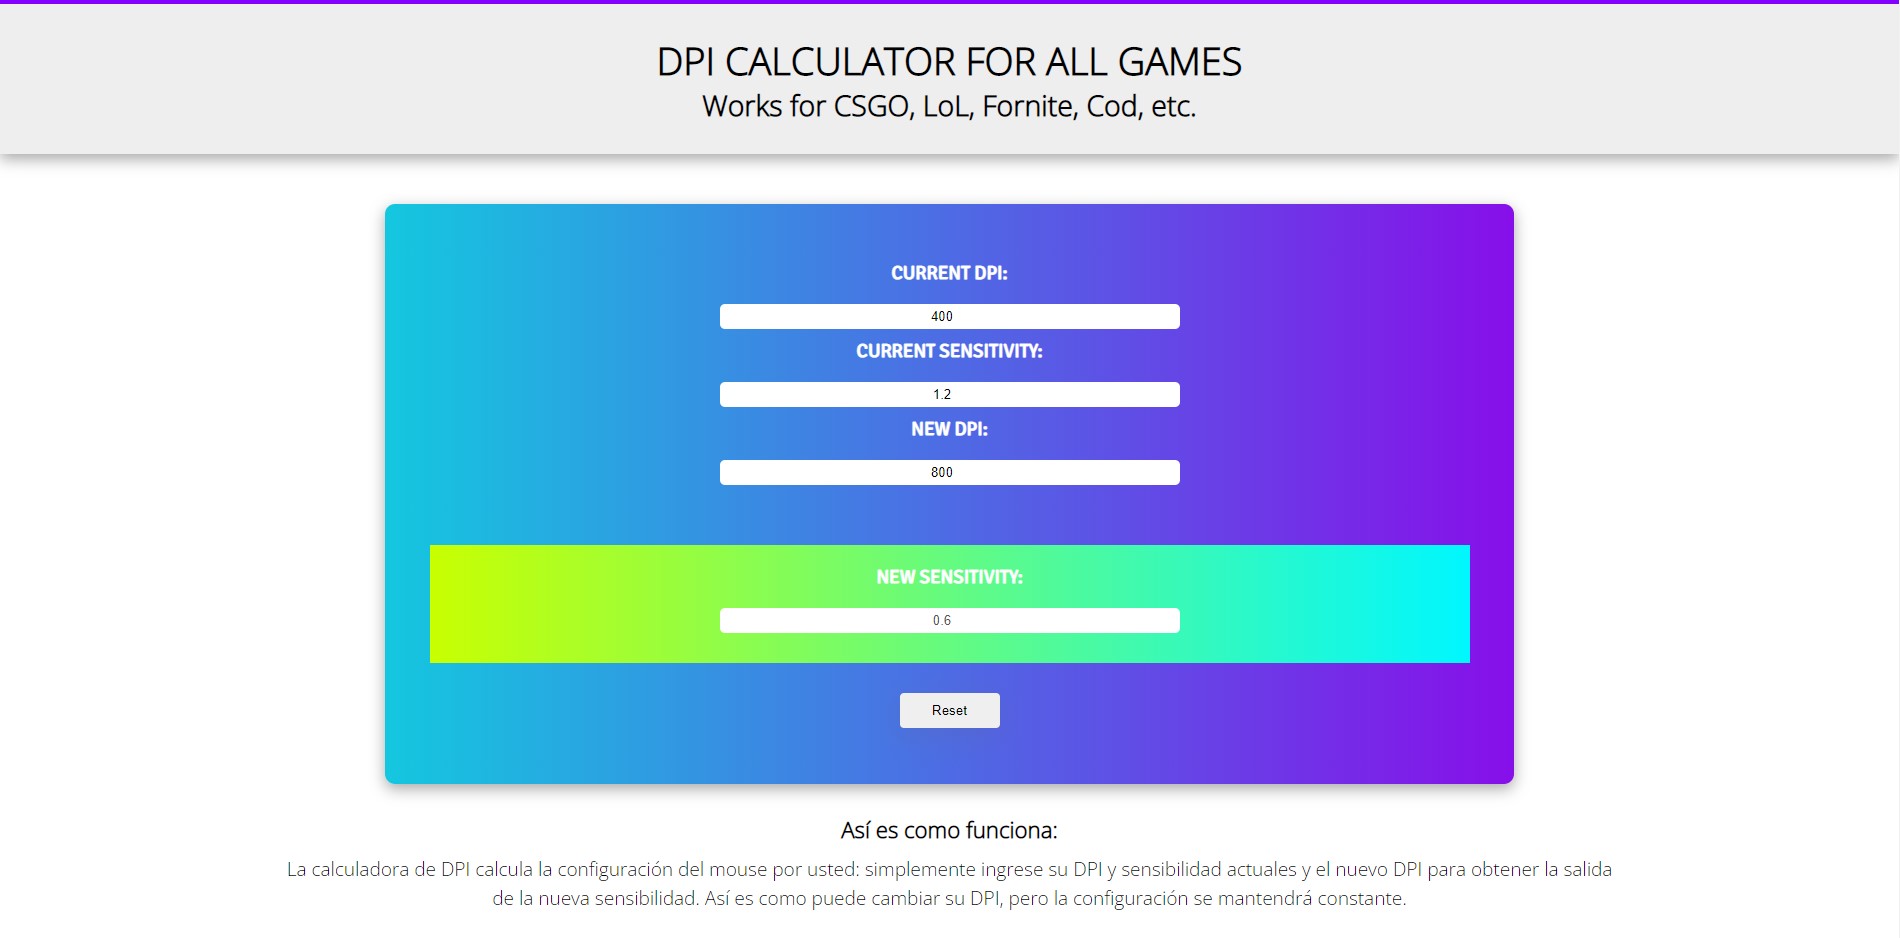 DPI CALCULATOR FOR ALL GAMES
Works for CSGO, LoL, Fornite, Cod, etc.
CURRENT DPI:
400
CURRENT SENSITIVITY:
1.2
NEW DPI:
800
NEW SENSITIVITY:
0.6
Reset
Así es como funciona:
La calculadora de DPI calcula la configuración del mouse por usted: simplemente ingrese su DPI y sensibilidad actuales y el nuevo DPI para obtener la salida
de la nueva sensibilidad. Así es como puede cambiar su DPI, pero la configuración se mantendrá constante.